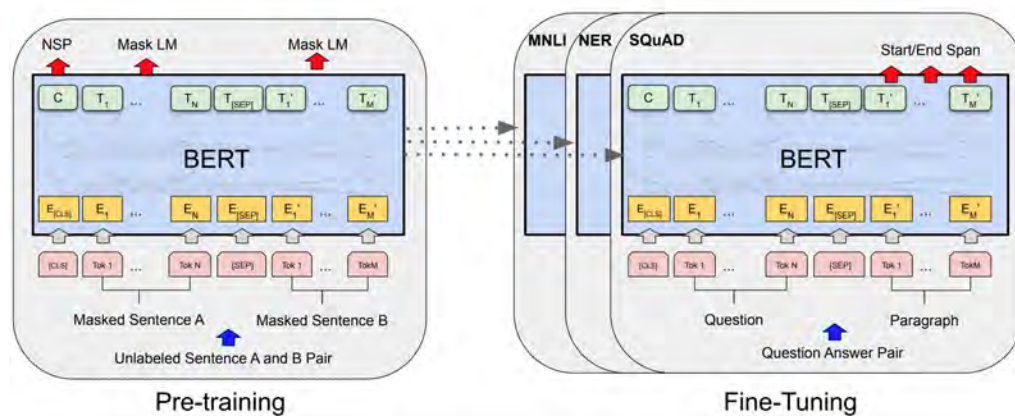 NSP Mask LM Mask LM
C T1 ... TN T[SEP] T1' ... TM'
BERT
E[CLS] E1 ... EN E[SEP] E1' ... EM'
[CLS] Tok 1 ... Tok N [SEP] Tok 1 ... TokM
Masked Sentence A Masked Sentence B
Unlabeled Sentence A and B Pair
Pre-training
MNLI NER SQuAD
Start/End Span
C T1 ... TN T[SEP] T1' ... TM'
BERT
E[CLS] E1 ... EN E[SEP] E1' ... EM'
[CLS] Tok 1 ... Tok N [SEP] Tok 1 ... TokM
Question Paragraph
Question Answer Pair
Fine-Tuning